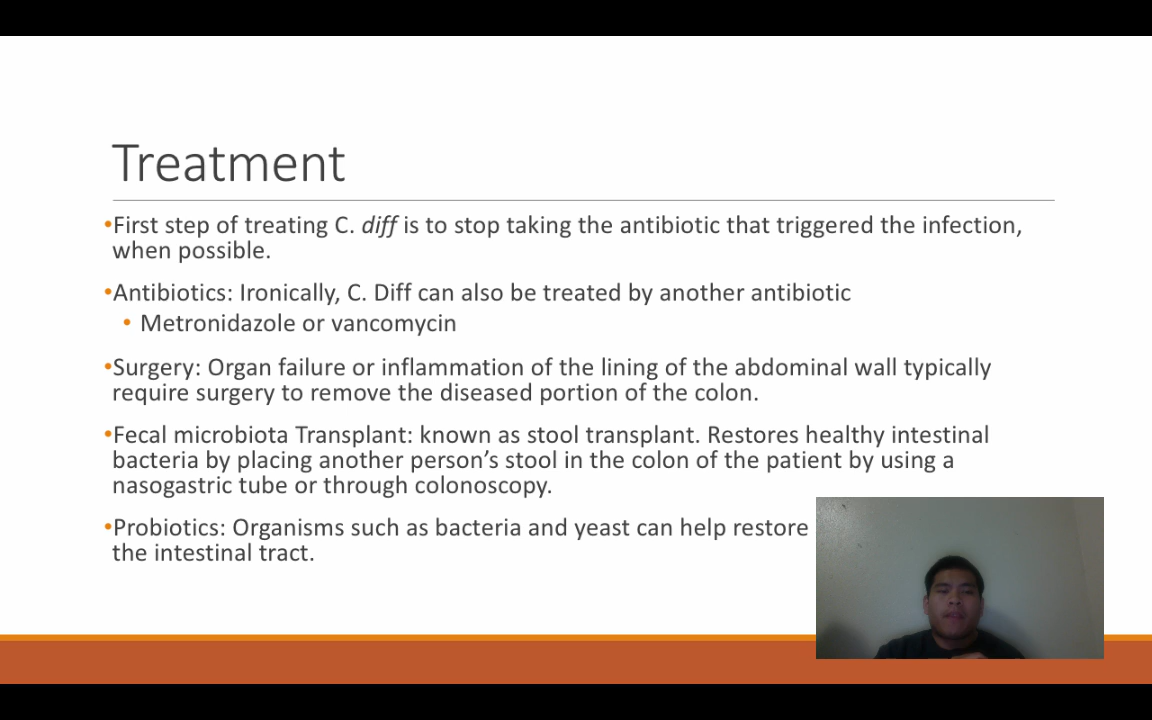 Treatment
•First step of treating C. diff is to stop taking the antibiotic that triggered the infection,
when possible.
•Antibiotics: Ironically, C. Diff can also be treated by another antibiotic
• Metronidazole or vancomycin
•Surgery: Organ failure or inflammation of the lining of the abdominal wall typically
require surgery to remove the diseased portion of the colon.
•Fecal microbiota Transplant: known as stool transplant. Restores healthy intestinal
bacteria by placing another person’s stool in the colon of the patient by using a
nasogastric tube or through colonoscopy.
•Probiotics: Organisms such as bacteria and yeast can help restore
the intestinal tract.